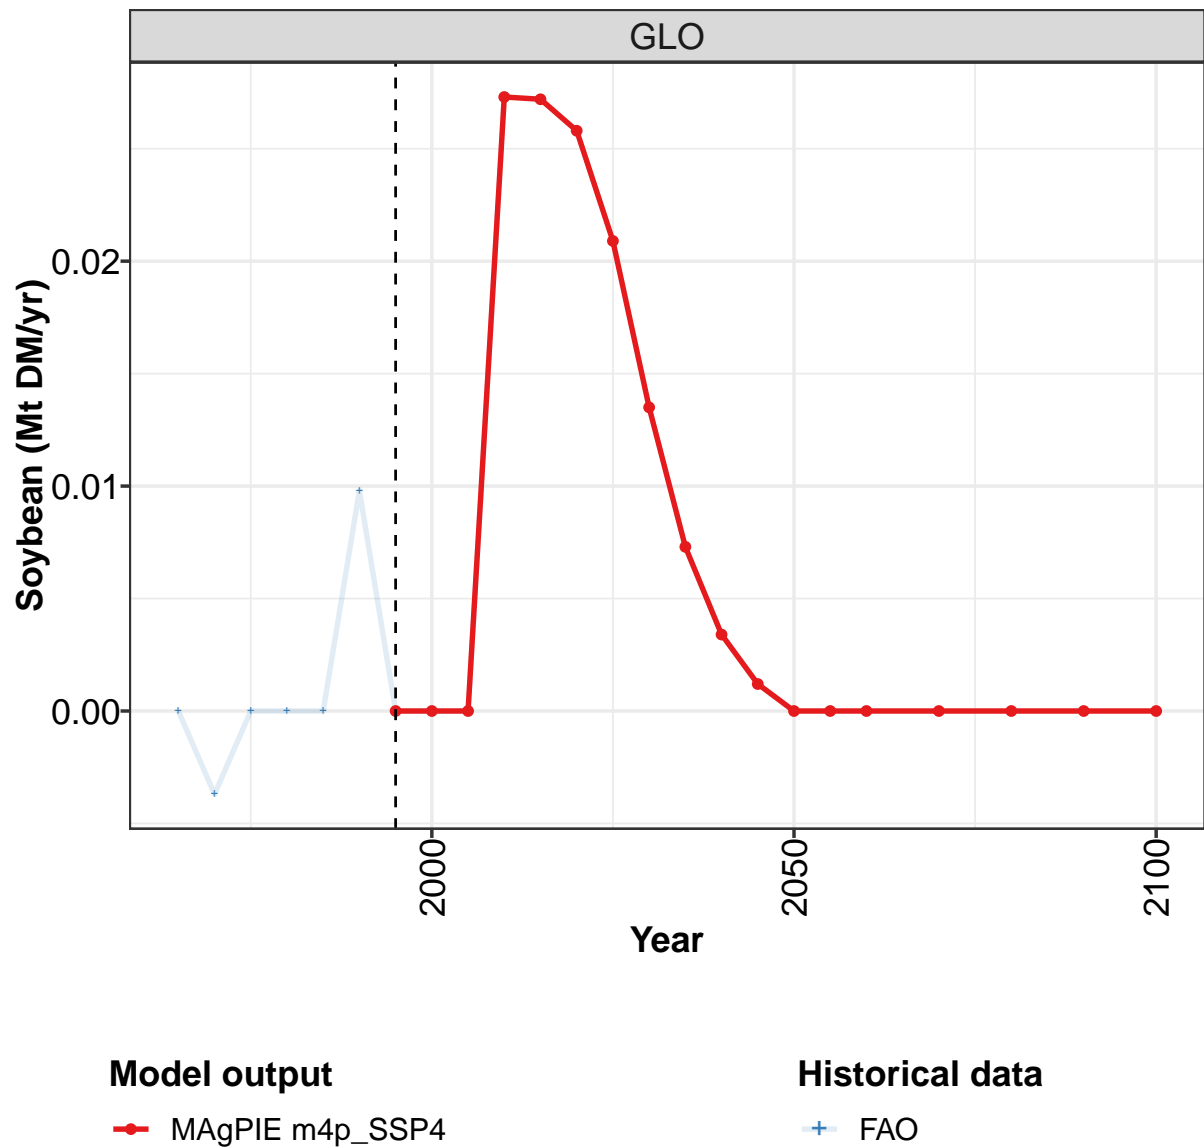 GLO
Soybean (Mt DM/yr)
0.02
0.01
0.00
2000
2050
2100
Year
Model output
MAgPIE m4p_SSP4
Historical data
FAO